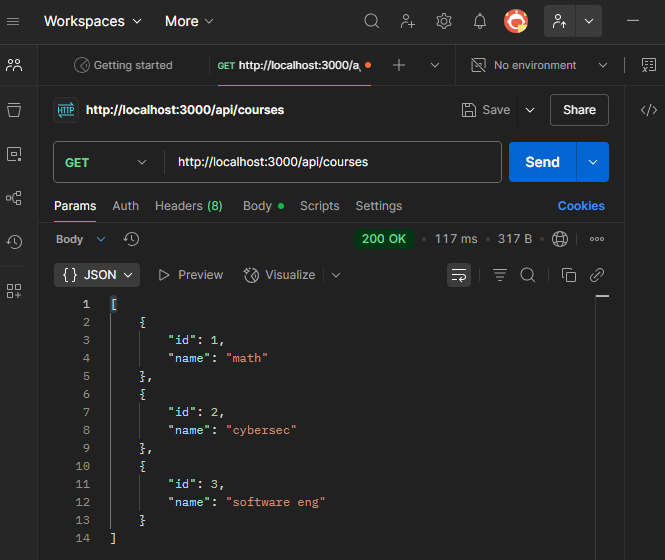 Workspaces More
Getting started GET http://localhost:3000/a No environment
HTTP http://localhost:3000/api/courses Save Share
GET http://localhost:3000/api/courses Send
Params Auth Headers (8) Body Scripts Settings Cookies
Body 200 OK 117 ms 317 B
{ } JSON Preview Visualize
1 [
2 {
3 "id": 1,
4 "name": "math"
5 },
6 {
7 "id": 2,
8 "name": "cybersec"
9 },
10 {
11 "id": 3,
12 "name": "software eng"
13 }
14 ]